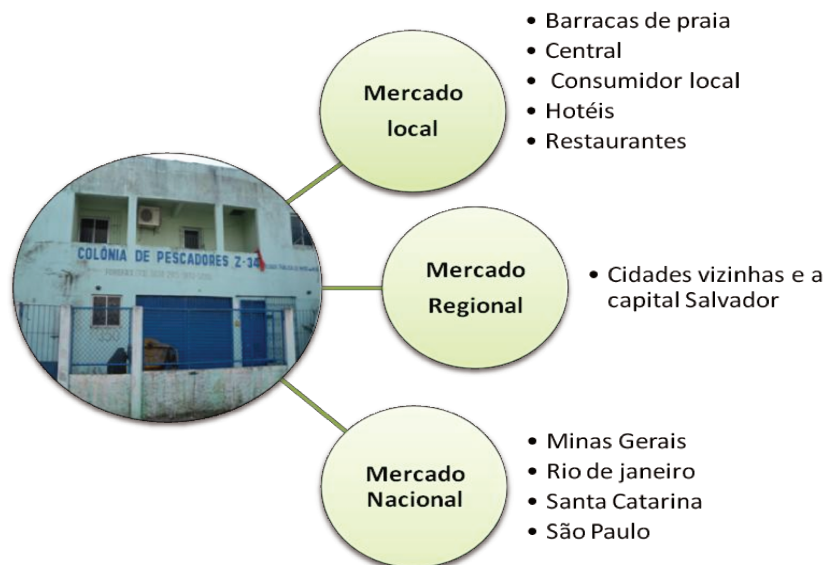 • Barracas de praia
• Central
• Consumidor local
• Hotéis
• Restaurantes
Mercado
local
COLÔNIA DE PESCADORES Z-34
Mercado
Regional
• Cidades vizinhas e a
capital Salvador
Mercado
Nacional
• Minas Gerais
• Rio de janeiro
• Santa Catarina
• São Paulo